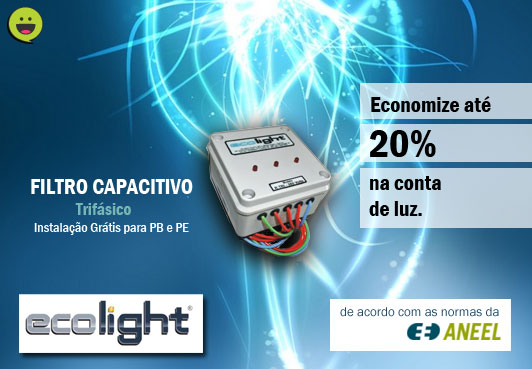 Economize até
20%
na conta
de luz.
ecolight
FILTRO CAPACITIVO
Trifásico
Instalação Grátis para PB e PE
ecolight®
de acordo com as normas da
ANEEL